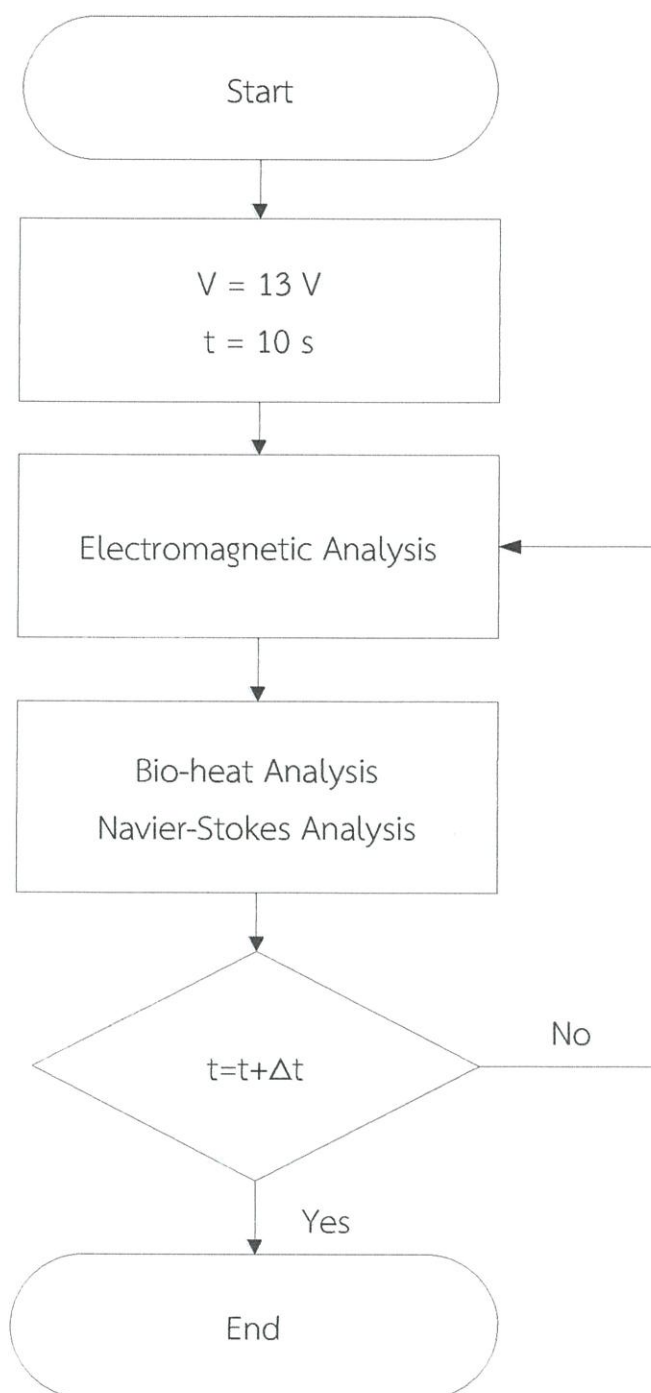 Start
V = 13 V
t = 10 s
Electromagnetic Analysis
Bio-heat Analysis
Navier-Stokes Analysis
t=t+Δt
No
Yes
End